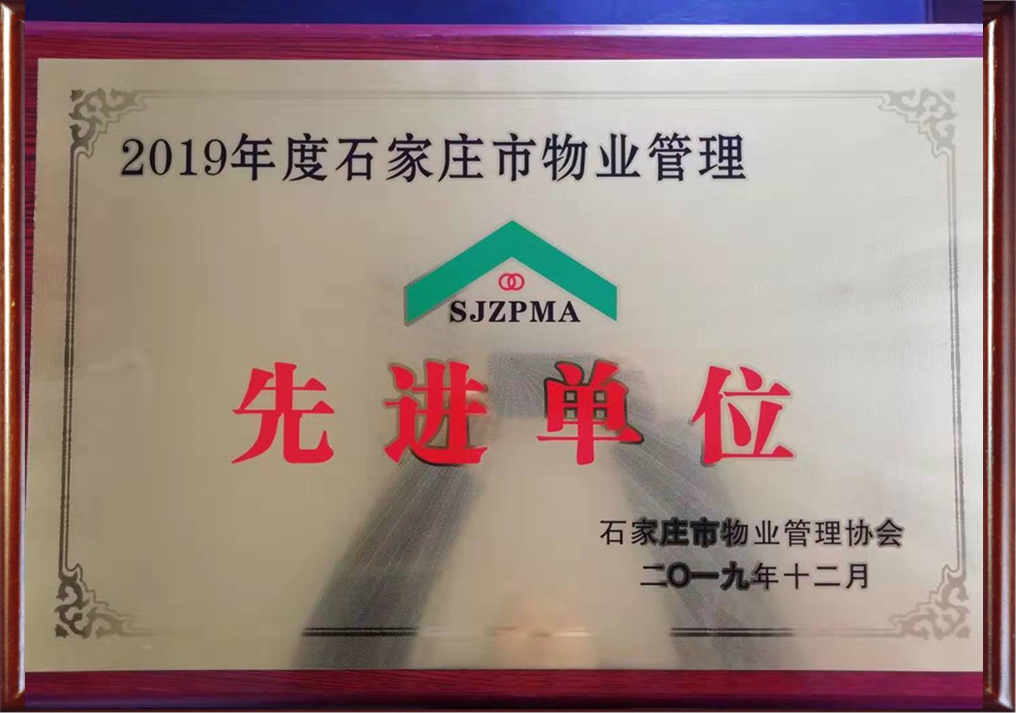 2019年度石家庄市物业管理
SJZPMA
先进单位
石家庄市物业管理协会
二〇一九年十二月